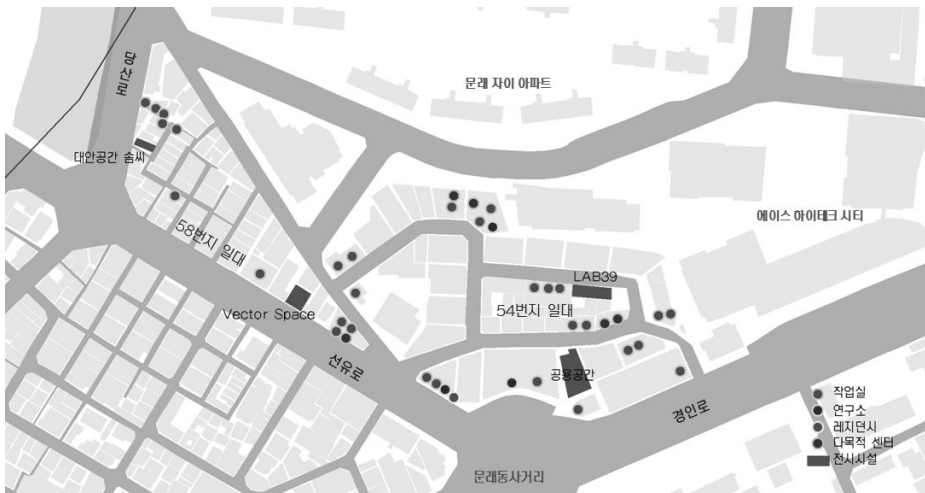 당산로
문래 자이 아파트
대안공간 솜씨
에이스 하이테크 시티
58번지 일대
LAB39
54번지 일대
Vector Space
선유로
공용공간
경인로
작업실
연구소
레지던시
다목적 센터
전시시설
문래동사거리